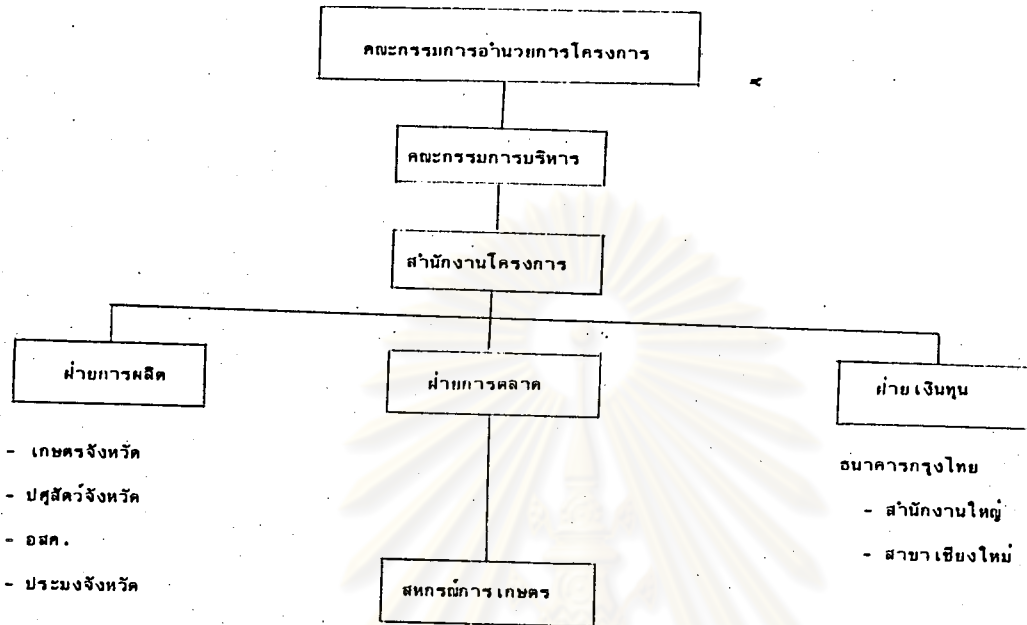 คณะกรรมการอำนวยการโครงการ
คณะกรรมการบริหาร
สำนักงานโครงการ
ฝ่ายการผลิต
ฝ่ายการตลาด
ฝ่ายเงินทุน
- เกษตรจังหวัด
- ปศุสัตว์จังหวัด
- อสค.
- ประมงจังหวัด
ธนาคารกรุงไทย
- สำนักงานใหญ่
- สาขาเชียงใหม่
สหกรณ์การเกษตร